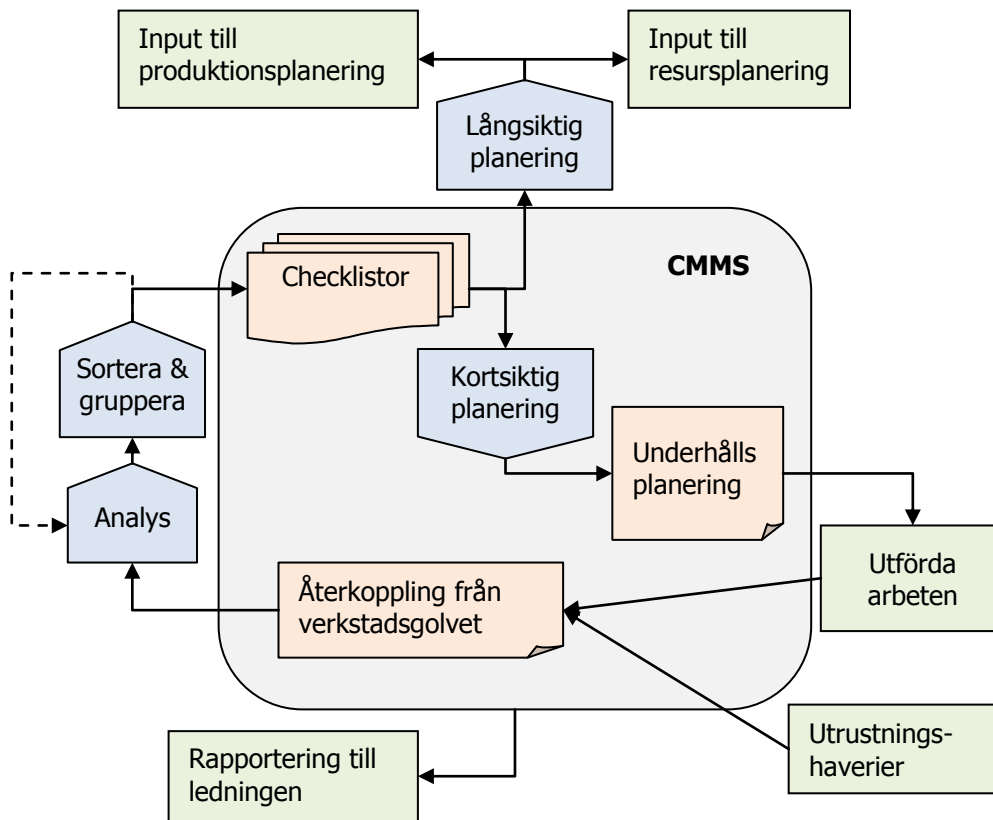 Input till
produktionsplanering
Input till
resursplanering
Långsiktig
planering
CMMS
Checklistor
Sortera &
gruppera
Kortsiktig
planering
Underhålls
planering
Analys
Utförda
arbeten
Återkoppling från
verkstadsgolvet
Utrustnings-
haverier
Rapportering till
ledningen